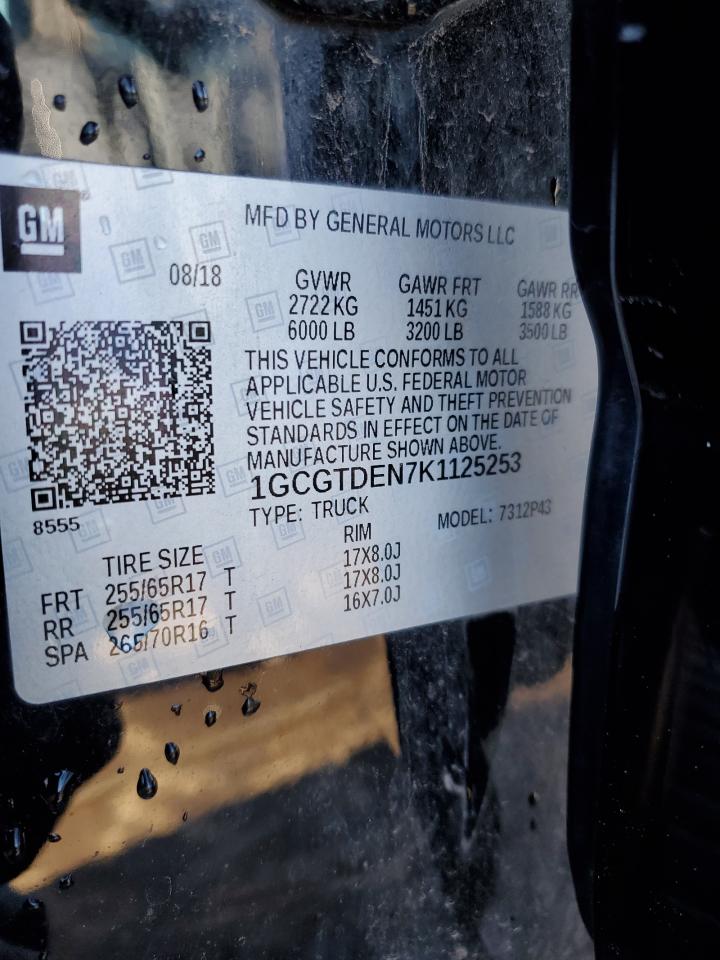 GM
MFD BY GENERAL MOTORS LLC
08/18
GVWR GAWR FRT GAWR RR
2722 KG 1451 KG 1588 KG
6000 LB 3200 LB 3500 LB
THIS VEHICLE CONFORMS TO ALL
APPLICABLE U.S. FEDERAL MOTOR
VEHICLE SAFETY AND THEFT PREVENTION
STANDARDS IN EFFECT ON THE DATE OF
MANUFACTURE SHOWN ABOVE.
1GCGTDEN7K1125253
8555
TYPE: TRUCK MODEL: 7312P43
TIRE SIZE RIM
FRT 255/65R17 T 17X8.0J
RR 255/65R17 T 17X8.0J
SPA 265/70R16 T 16X7.0J